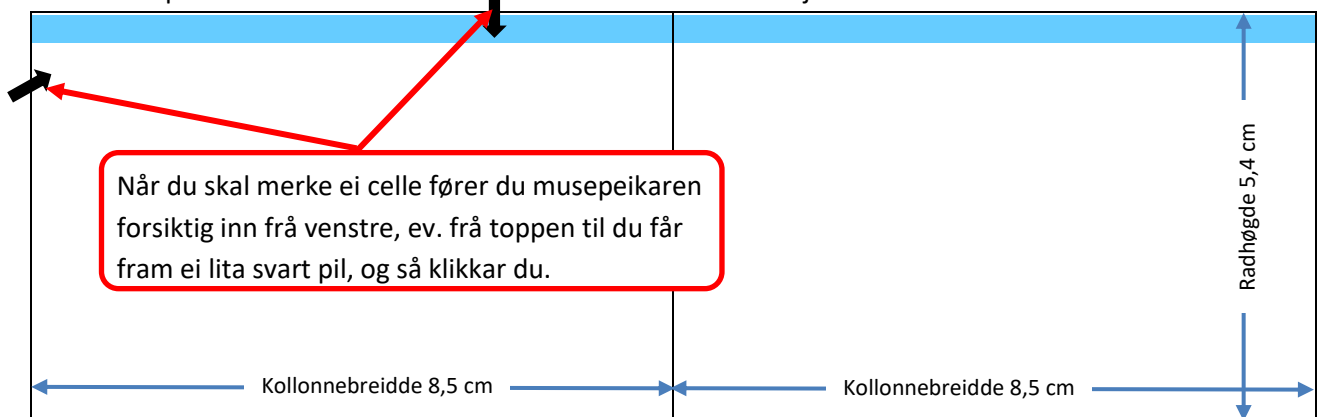 Når du skal merke ei celle fører du musepeikaren
forsiktig inn frå venstre, ev. frå toppen til du får
fram ei lita svart pil, og så klikkar du.
Radhøgde 5,4 cm
Kollonnebreidde 8,5 cm
Kollonnebreidde 8,5 cm